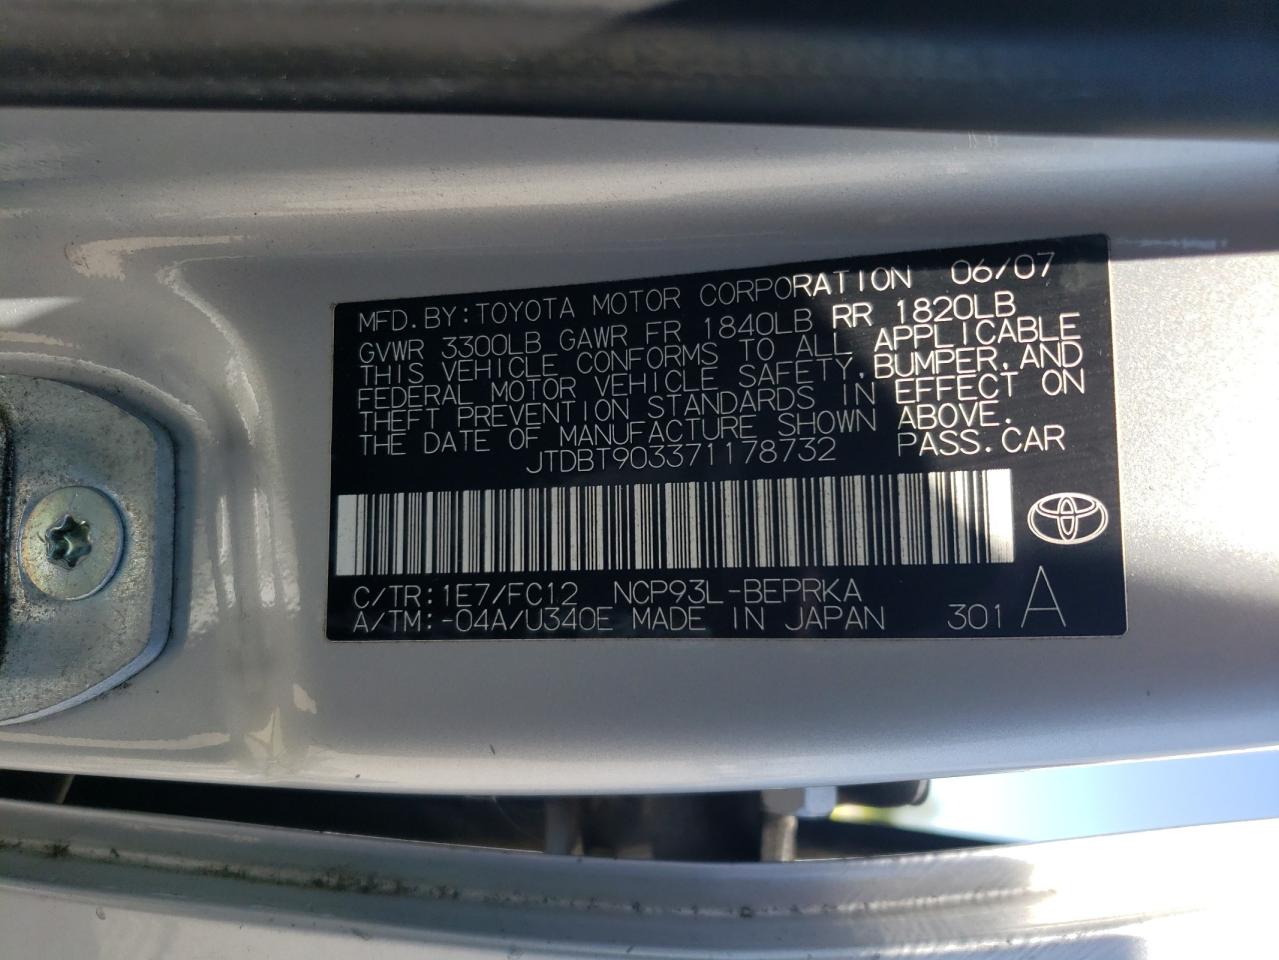 MFD.BY:TOYOTA MOTOR CORPORATION 06/07
GVWR 3300LB GAWR FR 1840LB RR 1820LB
THIS VEHICLE CONFORMS TO ALL APPLICABLE
FEDERAL MOTOR VEHICLE SAFETY,BUMPER,AND
THEFT PREVENTION STANDARDS IN EFFECT ON
THE DATE OF MANUFACTURE SHOWN ABOVE.
JTDBT903371178732 PASS.CAR
C/TR:1E7/FC12 NCP93L-BEPRKA
A/TM:-04A/U340E MADE IN JAPAN 301 A